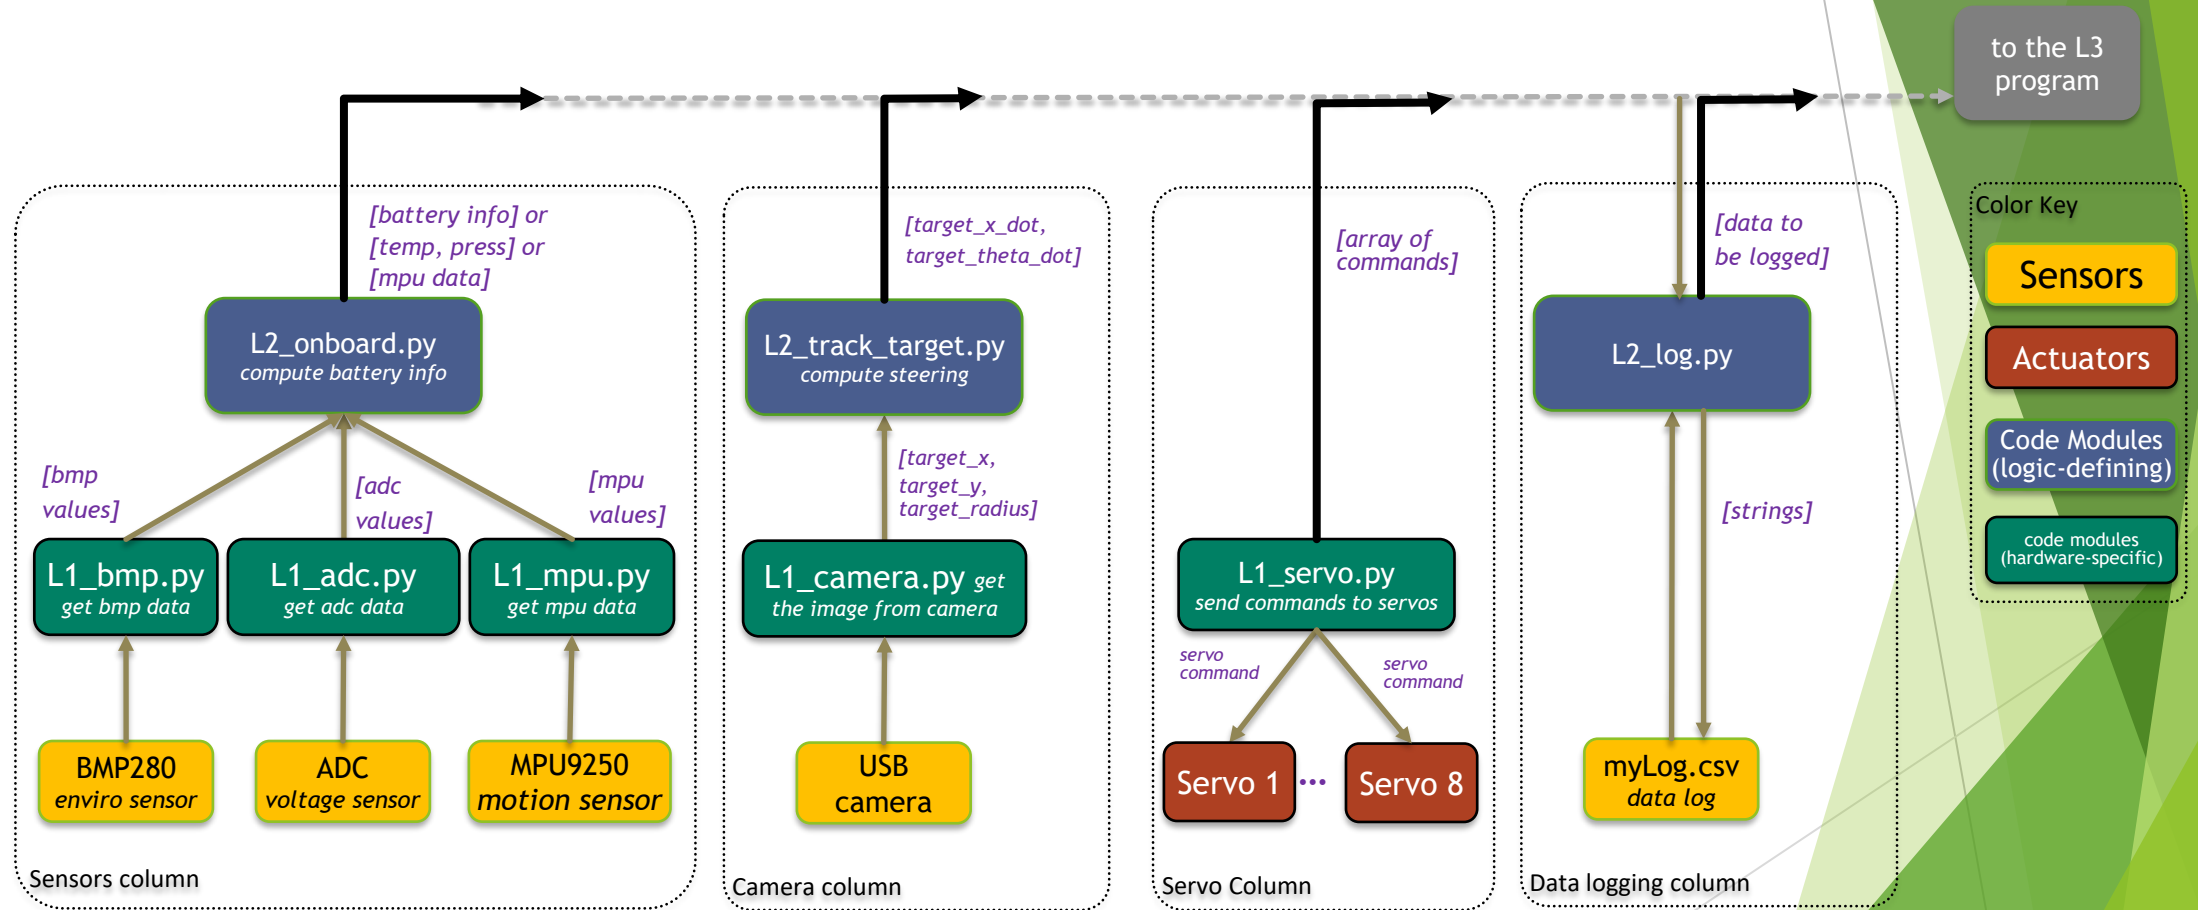 to the L3
program
[battery info] or
[temp, press] or
[mpu data]
L2_onboard.py
compute battery info
[bmp
values]
[adc
values]
[mpu
values]
L1_bmp.py
get bmp data
L1_adc.py
get adc data
L1_mpu.py
get mpu data
BMP280
enviro sensor
ADC
voltage sensor
MPU9250
motion sensor
Sensors column
[target_x_dot,
target_theta_dot]
L2_track_target.py
compute steering
[target_x,
target_y,
target_radius]
L1_camera.py get
the image from camera
USB
camera
Camera column
[array of
commands]
L1_servo.py
send commands to servos
servo
command
servo
command
Servo 1
...
Servo 8
Servo Column
[data to
be logged]
L2_log.py
[strings]
myLog.csv
data log
Data logging column
Color Key
Sensors
Actuators
Code Modules
(logic-defining)
code modules
(hardware-specific)